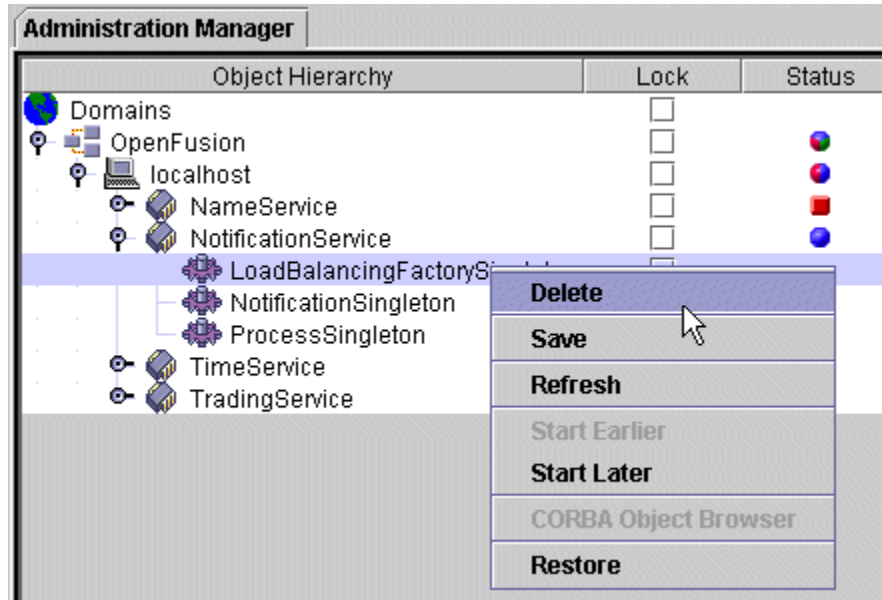 Administration Manager
Object Hierarchy Lock Status
Domains
OpenFusion
localhost
NameService
NotificationService
LoadBalancingFactorySi
NotificationSingleton
ProcessSingleton
TimeService
TradingService
Delete
Save
Refresh
Start Earlier
Start Later
CORBA Object Browser
Restore